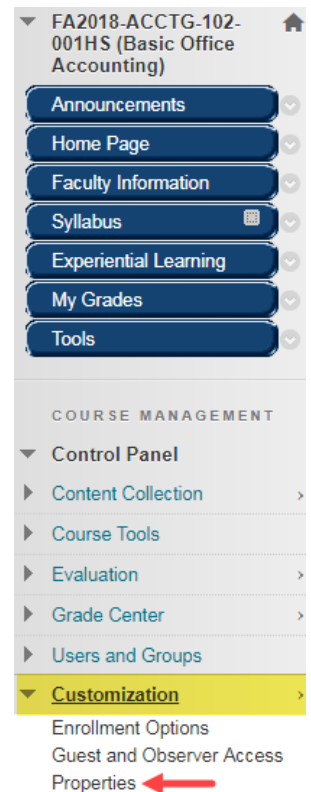 FA2018-ACCTG-102-
001HS (Basic Office
Accounting)
Announcements
Home Page
Faculty Information
Syllabus
Experiential Learning
My Grades
Tools
COURSE MANAGEMENT
Control Panel
Content Collection
Course Tools
Evaluation
Grade Center
Users and Groups
Customization
Enrollment Options
Guest and Observer Access
Properties